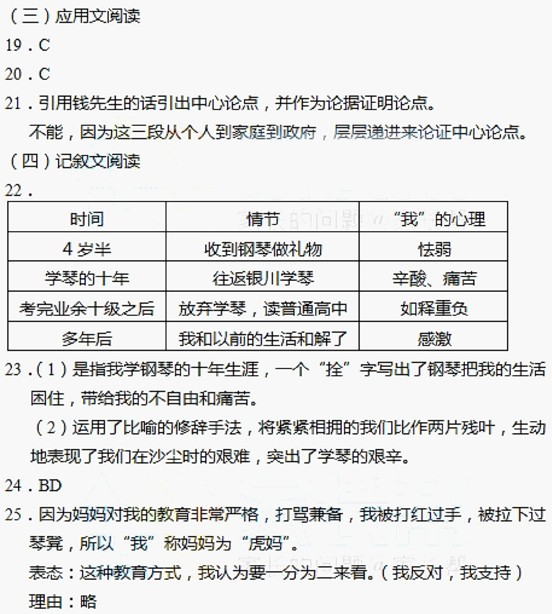 （三）应用文阅读
19．C
20．C
21．引用钱先生的话引出中心论点，并作为论据证明论点。
不能，因为这三段从个人到家庭到政府，层层递进来论证中心论点。
（四）记叙文阅读
22．
时间 情节 “我”的心理
4岁半 收到钢琴做礼物 怯弱
学琴的十年 往返银川学琴 辛酸、痛苦
考完业余十级之后 放弃学琴，读普通高中 如释重负
多年后 我和以前的生活和解了 感激
23．（1）是指我学钢琴的十年生涯，一个“拴”字写出了钢琴把我的生活
困住，带给我的不自由和痛苦。
（2）运用了比喻的修辞手法，将紧紧相拥的我们比作两片残叶，生动
地表现了我们在沙尘时的艰难，突出了学琴的艰辛。
24．BD
25．因为妈妈对我的教育非常严格，打骂兼备，我被打红过手，被拉下过
琴凳，所以“我”称妈妈为“虎妈”。
表态：这种教育方式，我认为要一分为二来看。（我反对，我支持）
理由：略